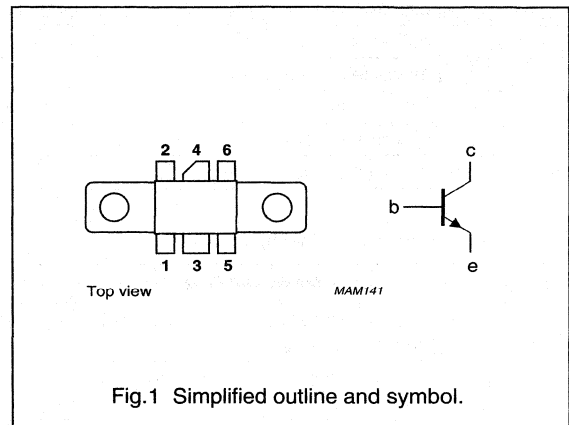 2 4 6
c
b
e
1 3 5
Top view
MAM141
Fig.1 Simplified outline and symbol.